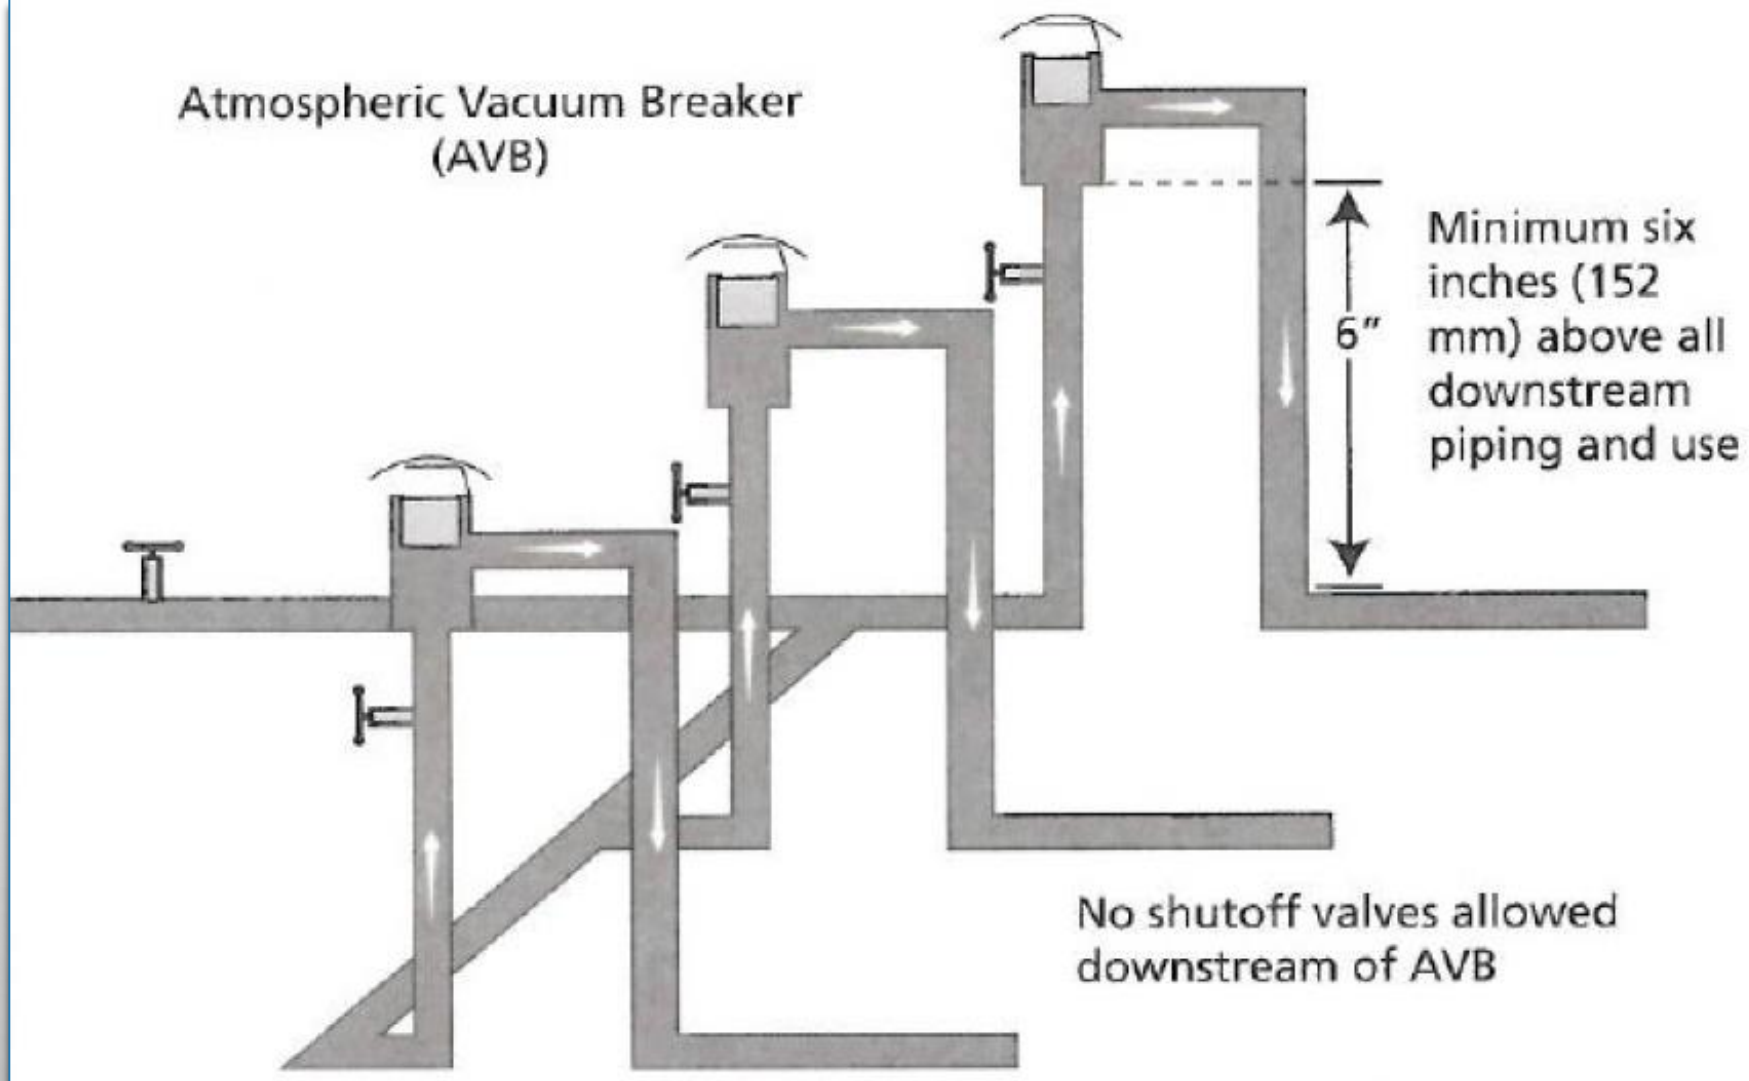 Atmospheric Vacuum Breaker
(AVB)
Minimum six
inches (152
mm) above all
downstream
piping and use
6”
No shutoff valves allowed
downstream of AVB